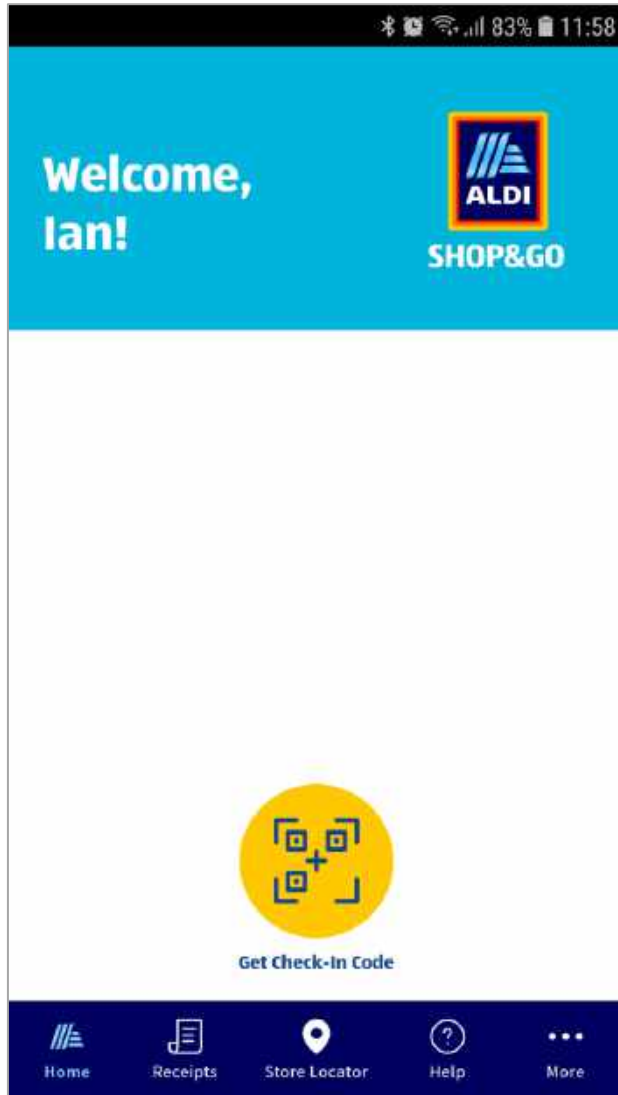 83% 11:58
Welcome,
Ian!
ALDI
SHOP&GO
Get Check-In Code
Home Receipts Store Locator Help More